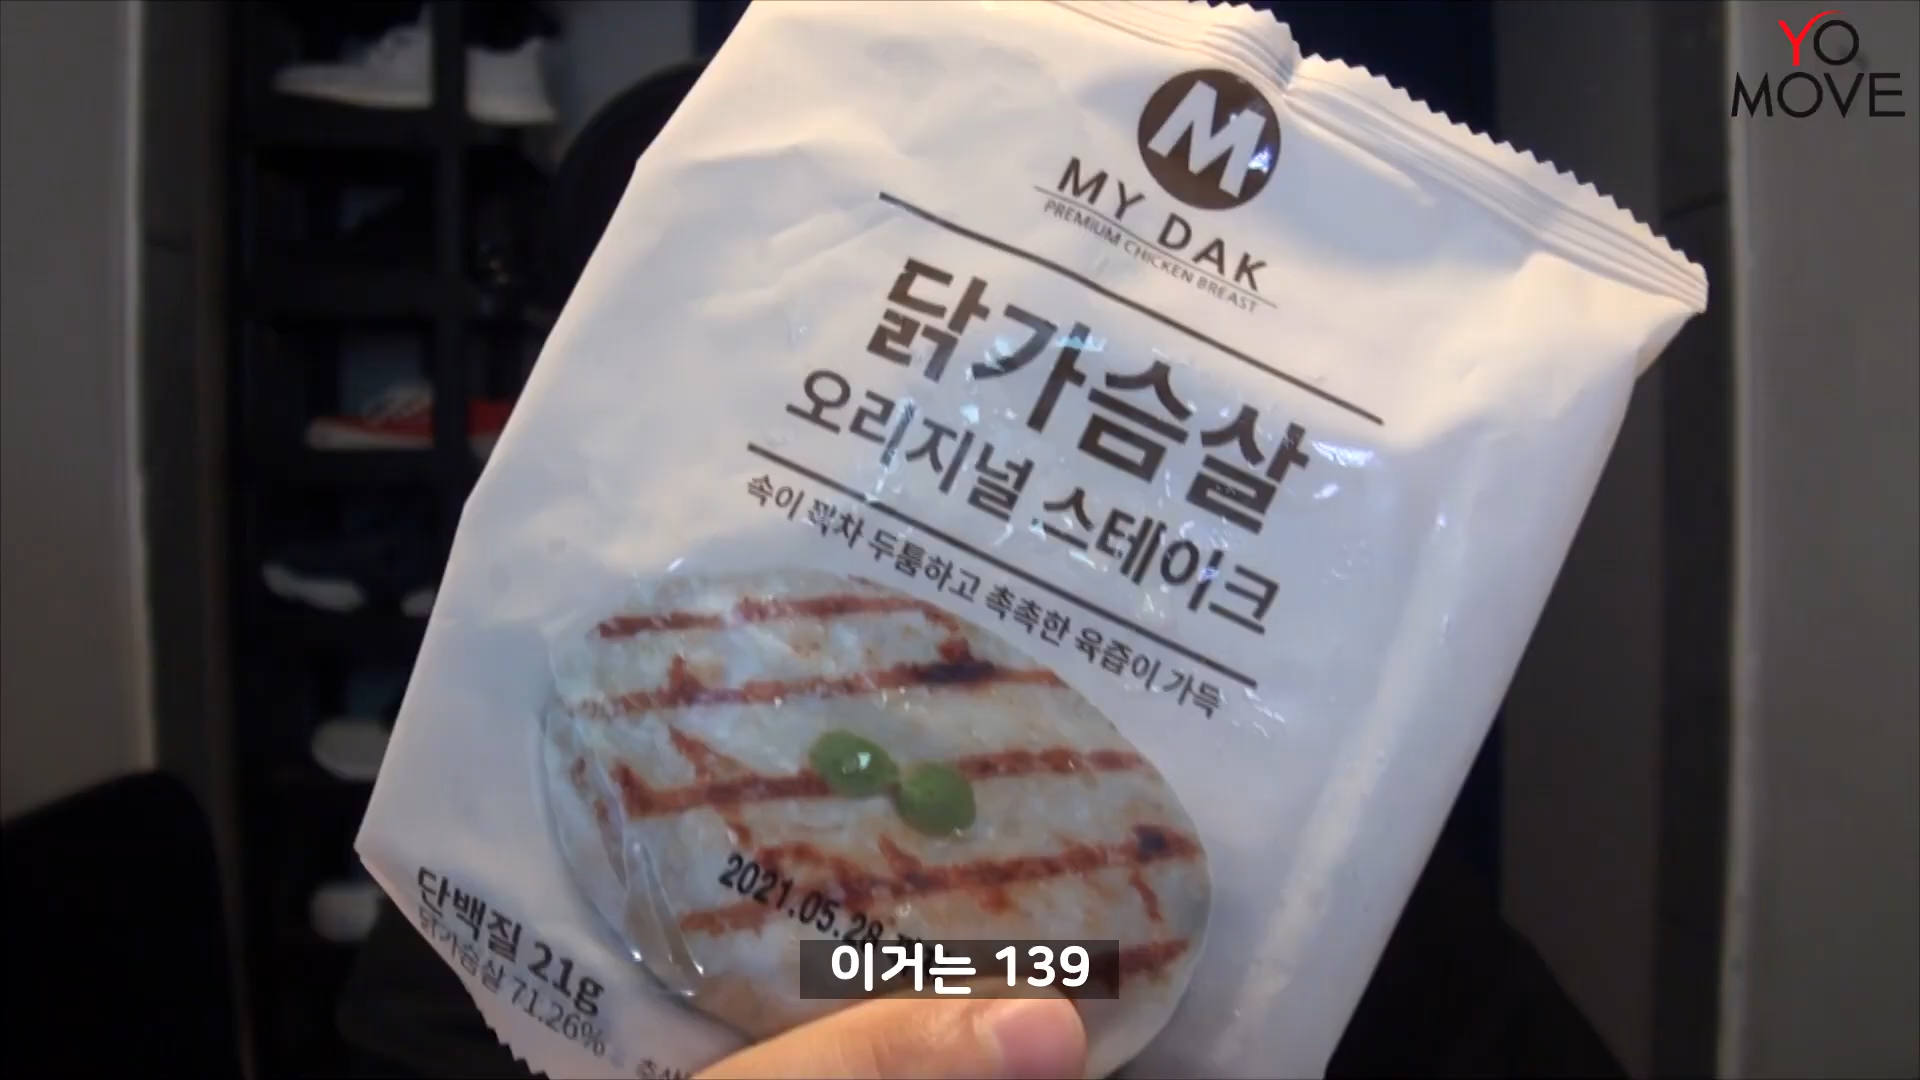 YO
MOVE
M
MY DAK
PREMIUM CHICKEN BREAST
닭가슴살
오리지널 스테이크
속이 꽉차 두툼하고 촉촉한 육즙이 가득
2021.05.28
단백질 21g
닭가슴살 71.26%
이거는 139